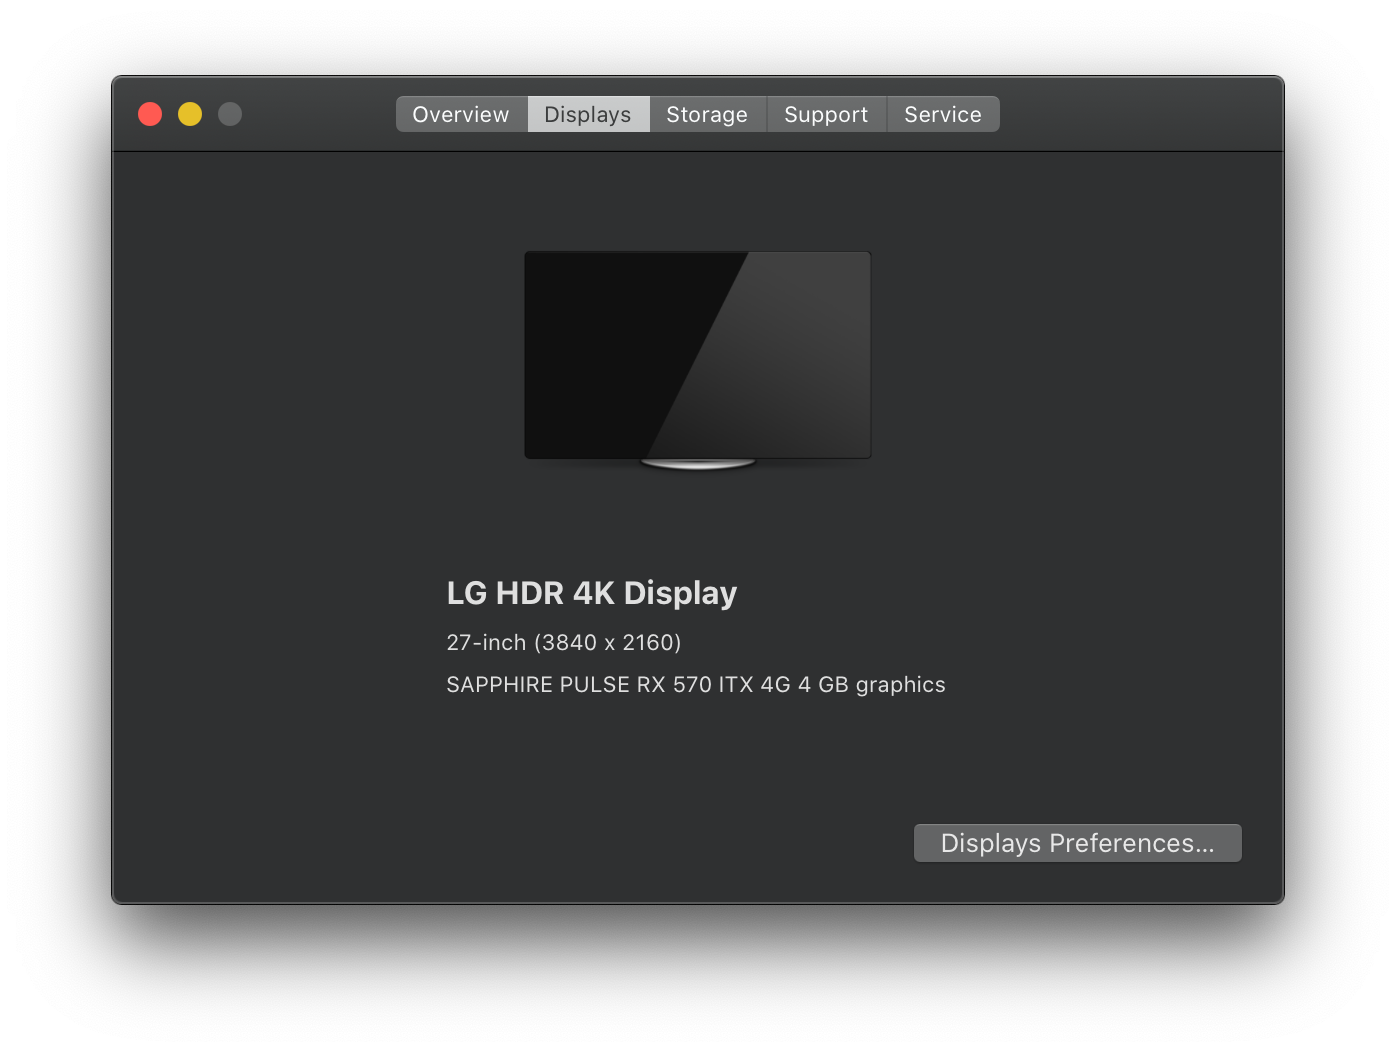 Overview Displays Storage Support Service
LG HDR 4K Display
27-inch (3840 x 2160)
SAPPHIRE PULSE RX 570 ITX 4G 4 GB graphics
Displays Preferences...